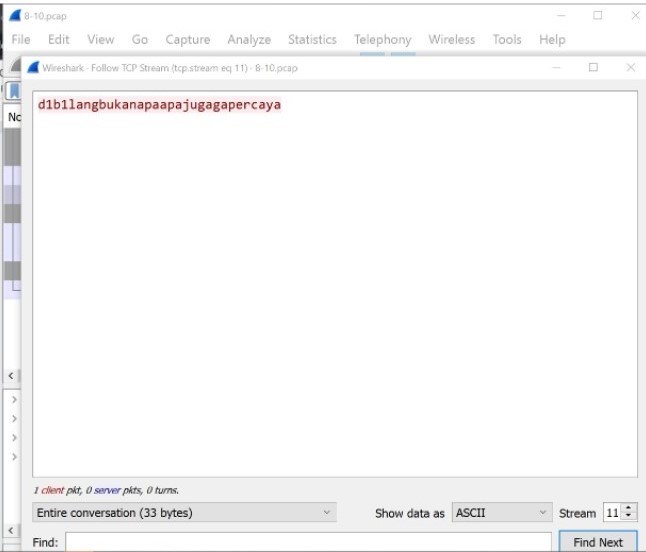 8-10.pcap
File Edit View Go Capture Analyze Statistics Telephony Wireless Tools Help
Wireshark · Follow TCP Stream (tcp.stream eq 11) · 8-10.pcap
d1b1langbukanapaapajugagapercaya
1 client pkt, 0 server pkts, 0 turns.
Entire conversation (33 bytes) Show data as ASCII Stream 11
Find: Find Next